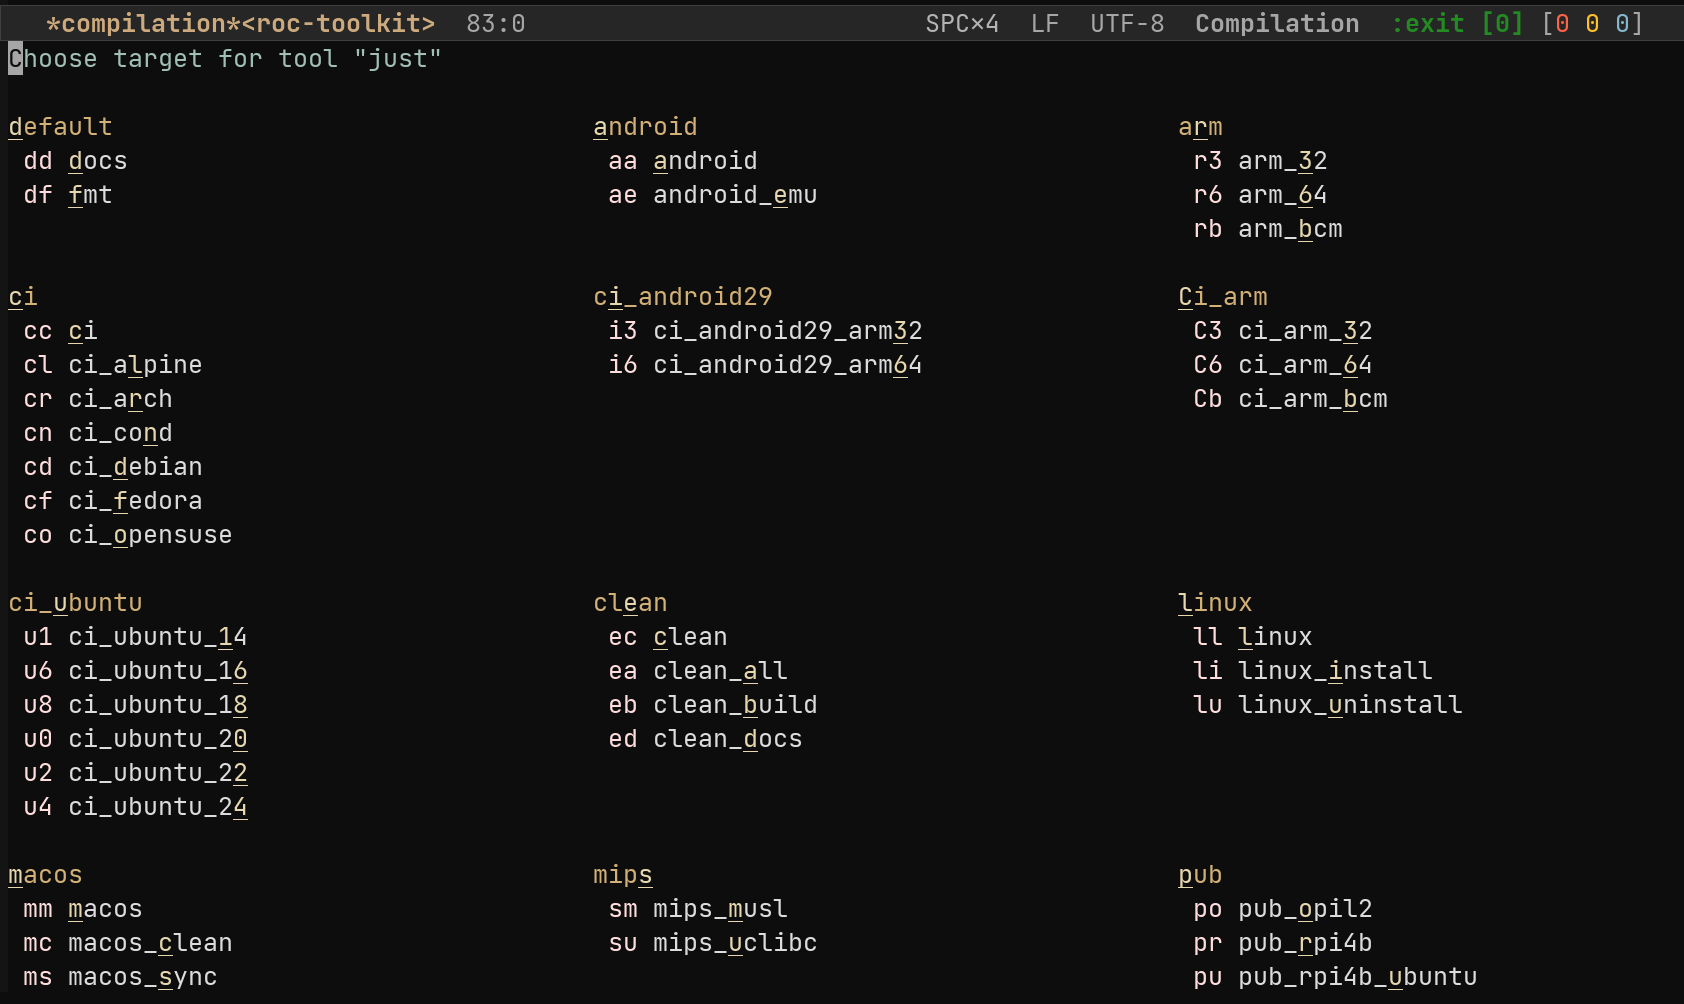 *compilation*<roc-toolkit>  83:0  SPC×4  LF  UTF-8  Compilation  :exit [0] [0 0 0]
Choose target for tool "just"
default  android  arm
dd docs  aa android  r3 arm_32
df fmt  ae android_emu  r6 arm_64
rb arm_bcm
ci  ci_android29  Ci_arm
cc ci  i3 ci_android29_arm32  C3 ci_arm_32
cl ci_alpine  i6 ci_android29_arm64  C6 ci_arm_64
cr ci_arch  Cb ci_arm_bcm
cn ci_cond
cd ci_debian
cf ci_fedora
co ci_opensuse
ci_ubuntu  clean  linux
u1 ci_ubuntu_14  ec clean  ll linux
u6 ci_ubuntu_16  ea clean_all  li linux_install
u8 ci_ubuntu_18  eb clean_build  lu linux_uninstall
u0 ci_ubuntu_20  ed clean_docs
u2 ci_ubuntu_22
u4 ci_ubuntu_24
macos  mips  pub
mm macos  sm mips_musl  po pub_opil2
mc macos_clean  su mips_uclibc  pr pub_rpi4b
ms macos_sync  pu pub_rpi4b_ubuntu